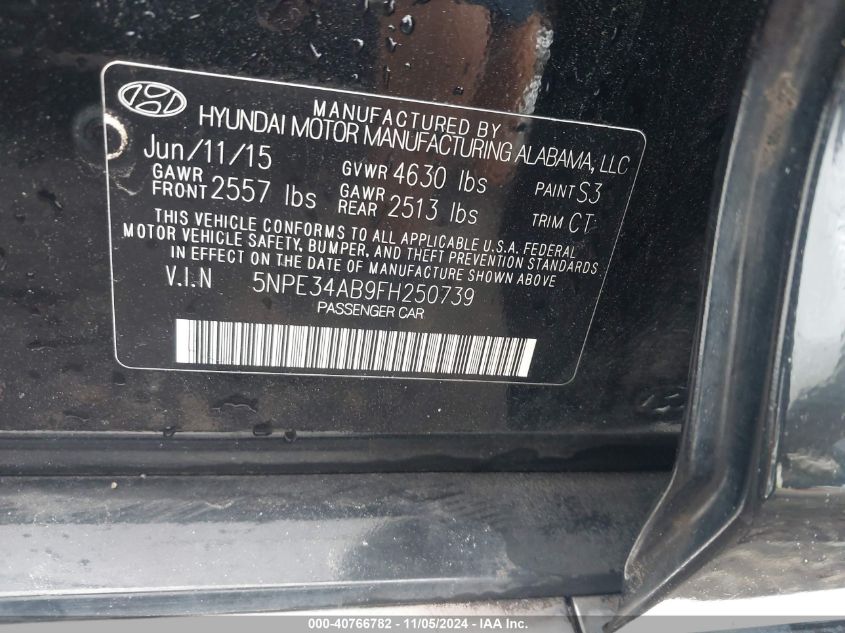 MANUFACTURED BY
HYUNDAI MOTOR MANUFACTURING ALABAMA, LLC
Jun/11/15 GVWR 4630 lbs PAINT S3
GAWR FRONT 2557 lbs GAWR REAR 2513 lbs TRIM CT
THIS VEHICLE CONFORMS TO ALL APPLICABLE U.S.A. FEDERAL
MOTOR VEHICLE SAFETY, BUMPER, AND THEFT PREVENTION STANDARDS
IN EFFECT ON THE DATE OF MANUFACTURE SHOWN ABOVE
V.I.N 5NPE34AB9FH250739
PASSENGER CAR
000-40766782 - 11/05/2024 - ©2024 IAA, Inc.